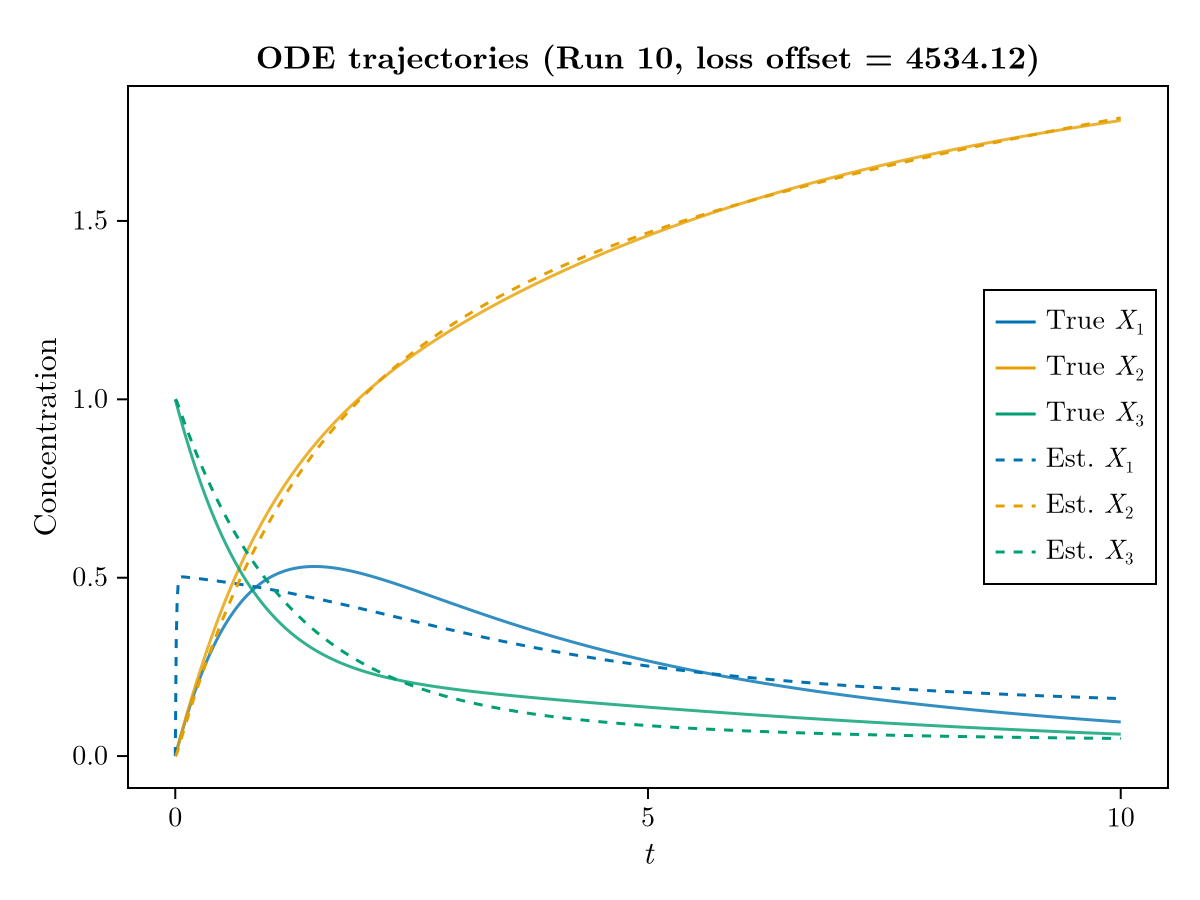 ODE trajectories (Run 10, loss offset = 4534.12)
Concentration
1.5
1.0
0.5
0.0
0
5
10
t
True X₁
True X₂
True X₃
Est. X₁
Est. X₂
Est. X₃